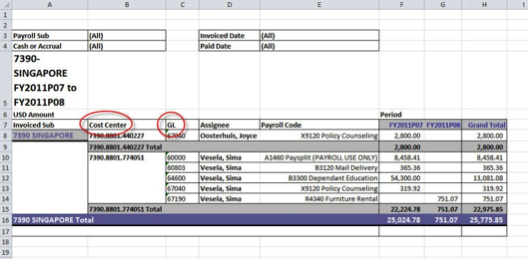 A B C D E F G H I
1
2
3 Payroll Sub (All) Invoiced Date (All)
4 Cash or Accrual (All) Paid Date (All)
7390-
SINGAPORE
FY2011P07 to
5 FY2011P08
6 USD Amount Period
7 Invoiced Sub Cost Center GL Assignee Payroll Code FY2011P07 FY2011P08 Grand Total
8 7390 SINGAPORE 7390.8801.440227 67040 Oosterhuis, Joyce X9120 Policy Counseling 2,800.00 2,800.00
9 7390.8801.440227 Total 2,800.00 2,800.00
10 7390.8801.774051 60000 Vesela, Sima A1460 Paysplit (PAYROLL USE ONLY) 8,458.41 8,458.41
11 60803 Vesela, Sima B3120 Mail Delivery 365.36 365.36
12 64600 Vesela, Sima B3300 Dependant Education 54,300.00 13,081.08
13 67040 Vesela, Sima X9120 Policy Counseling 319.92 319.92
14 67190 Vesela, Sima R4340 Furniture Rental 751.07 751.07
15 7390.8801.774051 Total 22,224.78 751.07 22,975.85
16 7390 SINGAPORE Total 25,024.78 751.07 25,775.85
17
18
19